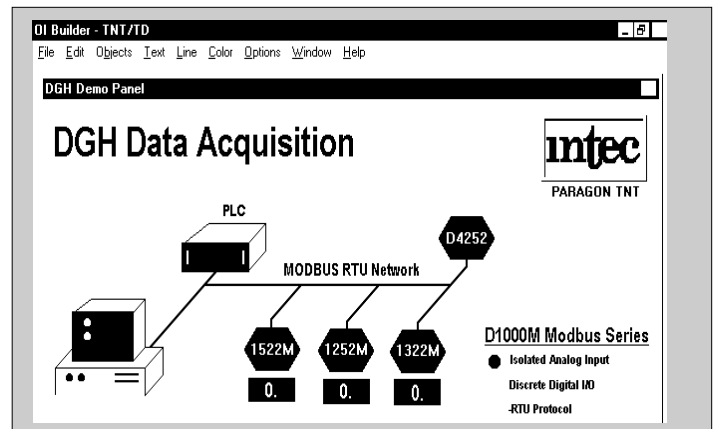 OI Builder - TNT/TD
File Edit Objects Text Line Color Options Window Help
DGH Demo Panel
DGH Data Acquisition
intec
PARAGON TNT
PLC
D4252
MODBUS RTU Network
1522M 1252M 1322M
0. 0. 0.
D1000M Modbus Series
Isolated Analog Input
Discrete Digital I/O
-RTU Protocol